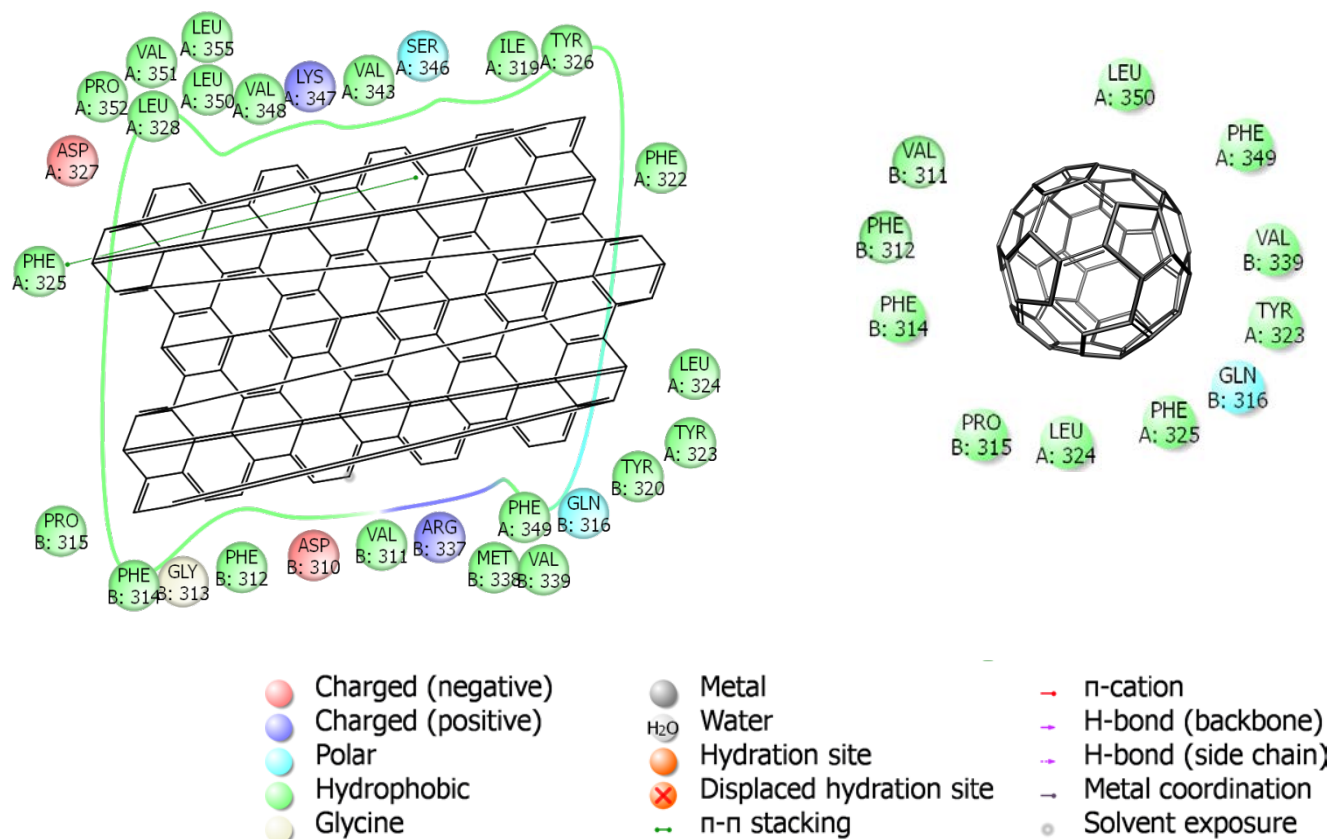 LEU
A: 355
VAL
A: 351
PRO
A: 352
LEU
A: 328
LEU
A: 350
VAL
A: 348
LYS
A: 347
VAL
A: 343
SER
A: 346
ILE
A: 319
TYR
A: 326
ASP
A: 327
PHE
A: 322
PHE
A: 325
LEU
A: 324
TYR
A: 323
TYR
B: 320
GLN
B: 316
PHE
A: 349
VAL
B: 339
MET
B: 338
ARG
B: 337
VAL
B: 311
ASP
B: 310
PHE
B: 312
GLY
B: 313
PHE
B: 314
PRO
B: 315
LEU
A: 350
PHE
A: 349
VAL
B: 311
PHE
B: 312
VAL
B: 339
PHE
B: 314
TYR
A: 323
GLN
B: 316
PHE
A: 325
PRO
B: 315
LEU
A: 324
Charged (negative)
Charged (positive)
Polar
Hydrophobic
Glycine
Metal
H₂O Water
Hydration site
Displaced hydration site
π-π stacking
π-cation
H-bond (backbone)
H-bond (side chain)
Metal coordination
Solvent exposure